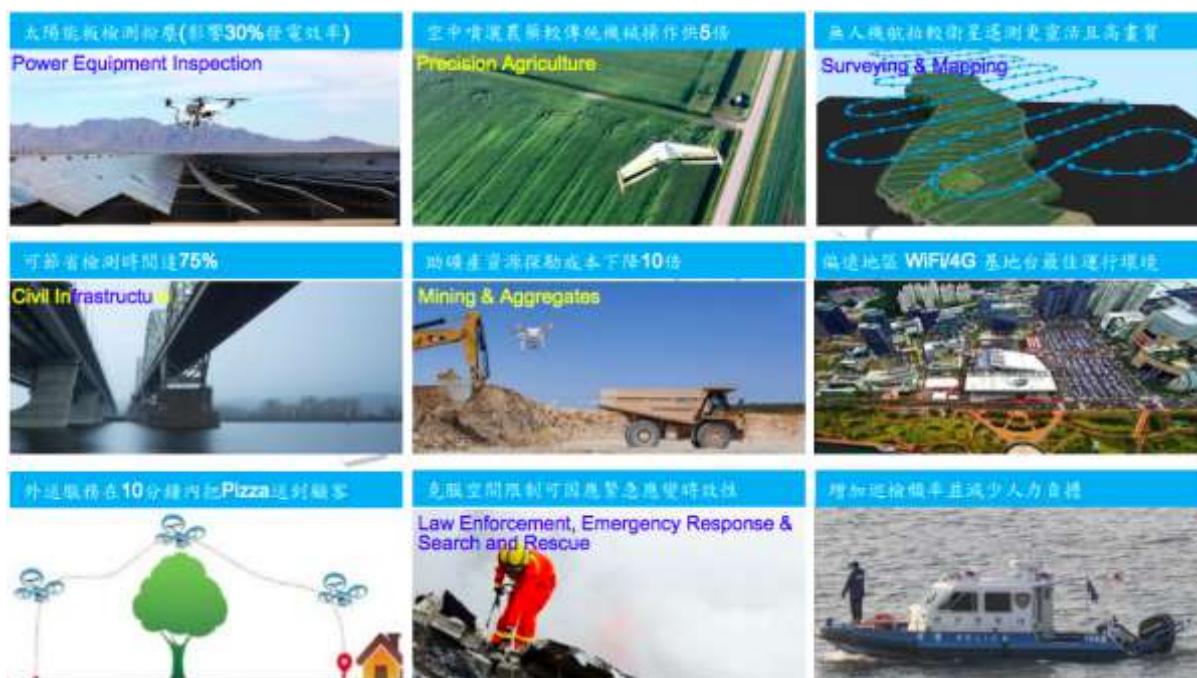 太陽能板檢測粉塵(影響30%發電效率)
Power Equipment Inspection
空中噴灑農藥較傳統機械操作快5倍
Precision Agriculture
無人機航拍較衛星遙測更靈活且高畫質
Surveying & Mapping
可節省檢測時間達75%
Civil Infrastructure
助礦產資源探勘成本下降10倍
Mining & Aggregates
偏遠地區 WiFi/4G 基地台最佳運行環境
外送服務在10分鐘內把Pizza送到顧客
克服空間限制可因應緊急應變時效性
Law Enforcement, Emergency Response &
Search and Rescue
增加巡檢頻率並減少人力負擔
POLICE